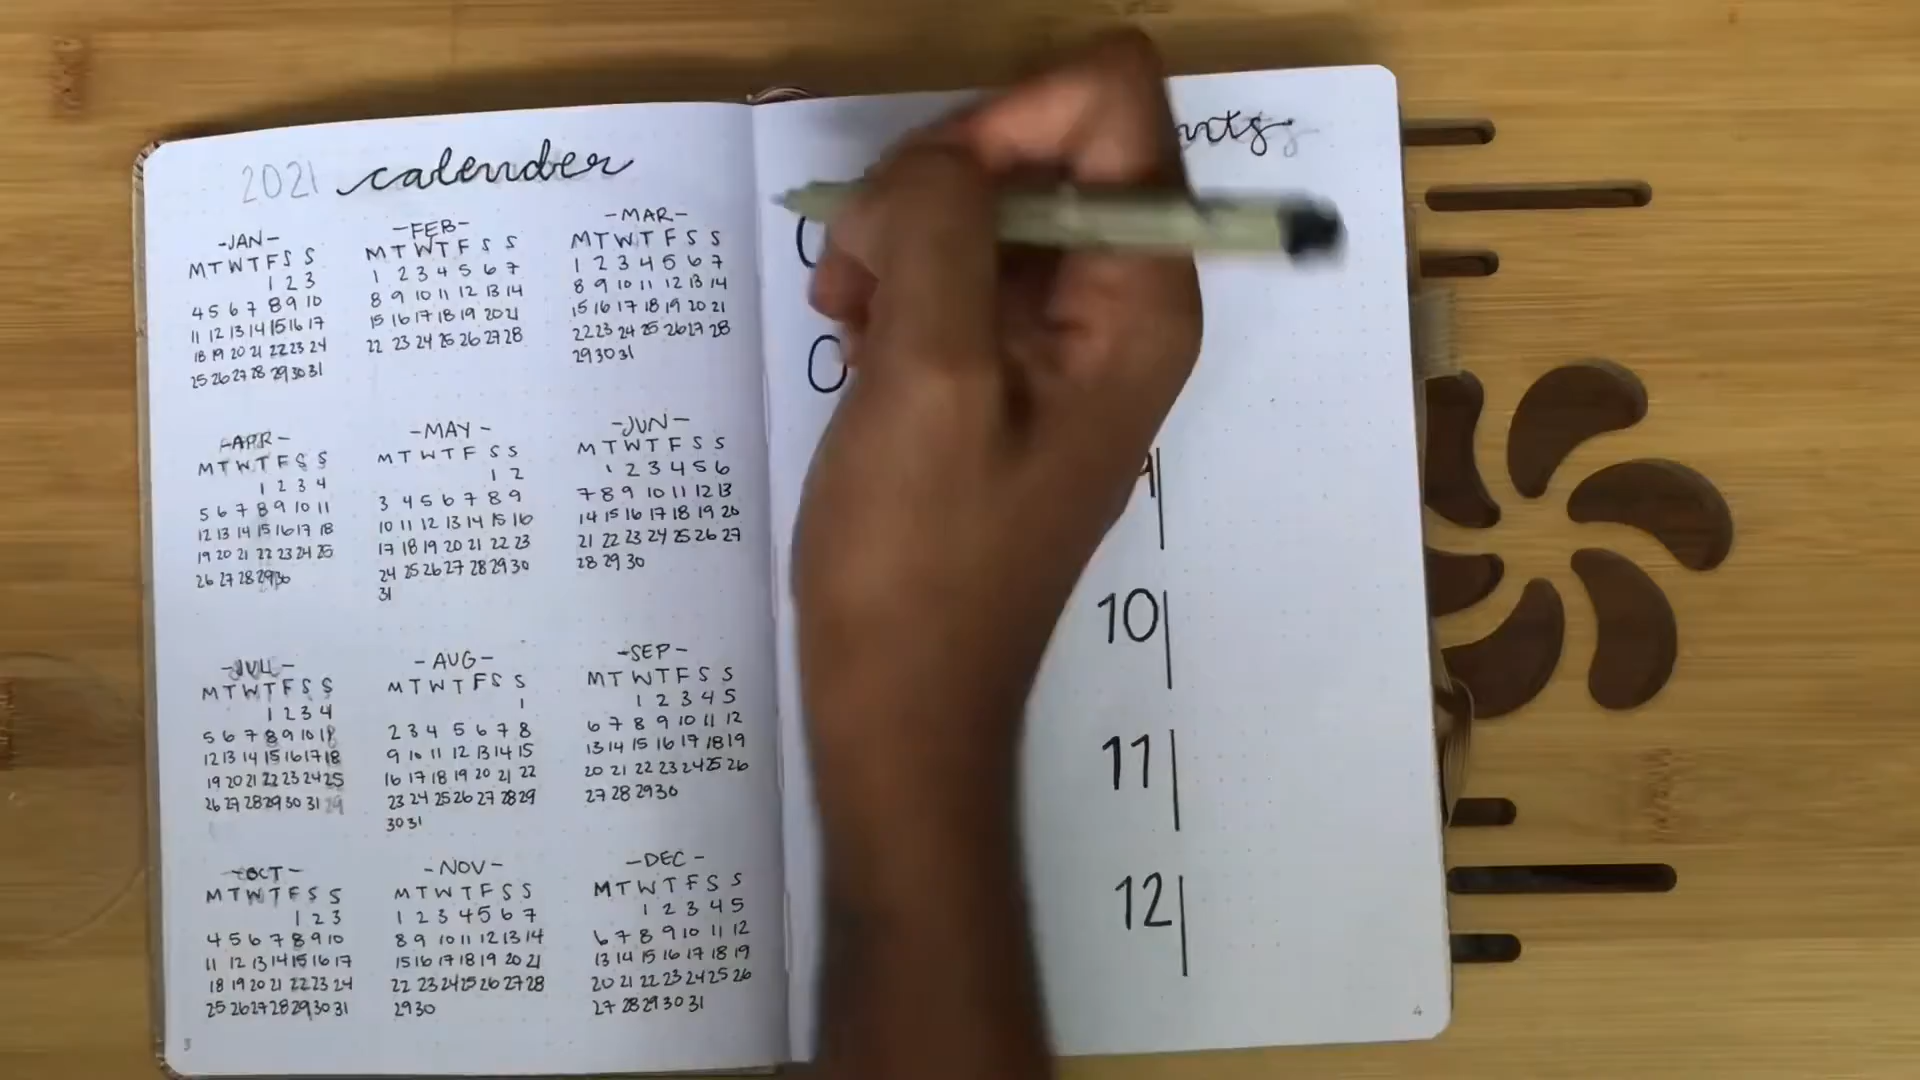 2021 calender
-JAN-
M T W T F S S
1 2 3
4 5 6 7 8 9 10
11 12 13 14 15 16 17
18 19 20 21 22 23 24
25 26 27 28 29 30 31
-FEB-
M T W T F S S
1 2 3 4 5 6 7
8 9 10 11 12 13 14
15 16 17 18 19 20 21
22 23 24 25 26 27 28
-MAR-
M T W T F S S
1 2 3 4 5 6 7
8 9 10 11 12 13 14
15 16 17 18 19 20 21
22 23 24 25 26 27 28
29 30 31
-APR-
M T W T F S S
1 2 3 4
5 6 7 8 9 10 11
12 13 14 15 16 17 18
19 20 21 22 23 24 25
26 27 28 29 30
-MAY-
M T W T F S S
1 2
3 4 5 6 7 8 9
10 11 12 13 14 15 16
17 18 19 20 21 22 23
24 25 26 27 28 29 30
31
-JUN-
M T W T F S S
1 2 3 4 5 6
7 8 9 10 11 12 13
14 15 16 17 18 19 20
21 22 23 24 25 26 27
28 29 30
-JUL-
M T W T F S S
1 2 3 4
5 6 7 8 9 10 18
12 13 14 15 16 17 18
19 20 21 22 23 24 25
26 27 28 29 30 31 29
-AUG-
M T W T F S S
1
2 3 4 5 6 7 8
9 10 11 12 13 14 15
16 17 18 19 20 21 22
23 24 25 26 27 28 29
30 31
-SEP-
M T W T F S S
1 2 3 4 5
6 7 8 9 10 11 12
13 14 15 16 17 18 19
20 21 22 23 24 25 26
27 28 29 30
-OCT-
M T W T F S S
1 2 3
4 5 6 7 8 9 10
11 12 13 14 15 16 17
18 19 20 21 22 23 24
25 26 27 28 29 30 31
-NOV-
M T W T F S S
1 2 3 4 5 6 7
8 9 10 11 12 13 14
15 16 17 18 19 20 21
22 23 24 25 26 27 28
29 30
-DEC-
M T W T F S S
1 2 3 4 5
6 7 8 9 10 11 12
13 14 15 16 17 18 19
20 21 22 23 24 25 26
27 28 29 30 31
3
0
10
11
12
4